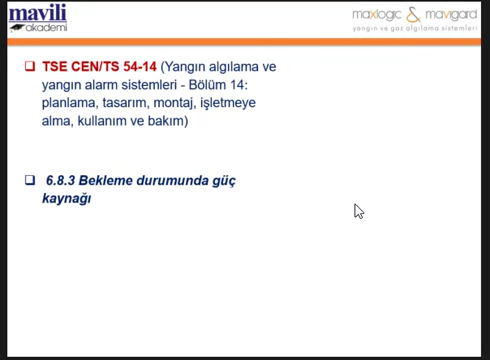 mavili
akademi
maxlogic & mavigard
yangın ve gaz algılama sistemleri
TSE CEN/TS 54-14 (Yangın algılama ve
yangın alarm sistemleri - Bölüm 14:
planlama, tasarım, montaj, işletmeye
alma, kullanım ve bakım)
6.8.3 Bekleme durumunda güç
kaynağı